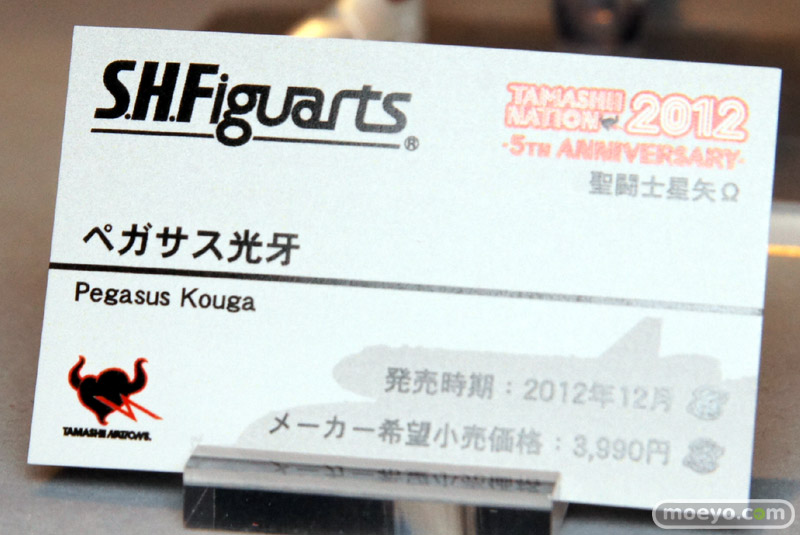 S.H.Figuarts®
TAMASHII
NATION 2012
-5TH ANNIVERSARY-
聖闘士星矢Ω
ペガサス光牙
Pegasus Kouga
発売時期：2012年12月
メーカー希望小売価格：3,990円
TAMASHII NATIONS.
moeyo.com